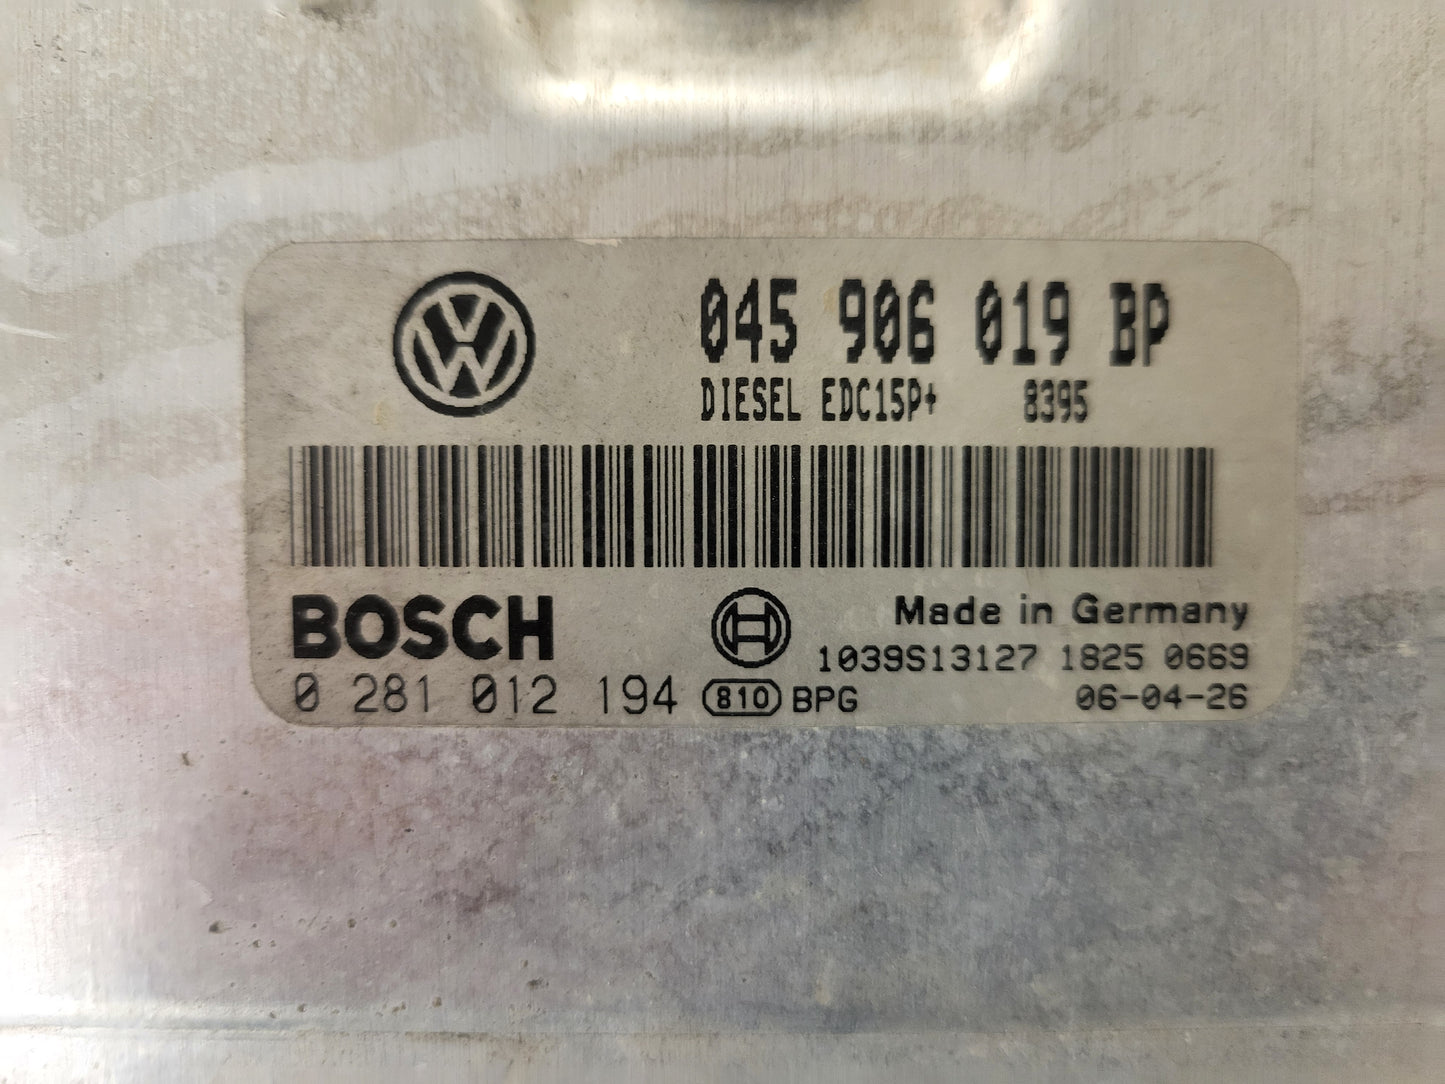 045 906 019 BP
DIESEL EDC15P+ 8395
BOSCH
Made in Germany
1039S13127 1825 0669
0 281 012 194 810 BPG 06-04-26